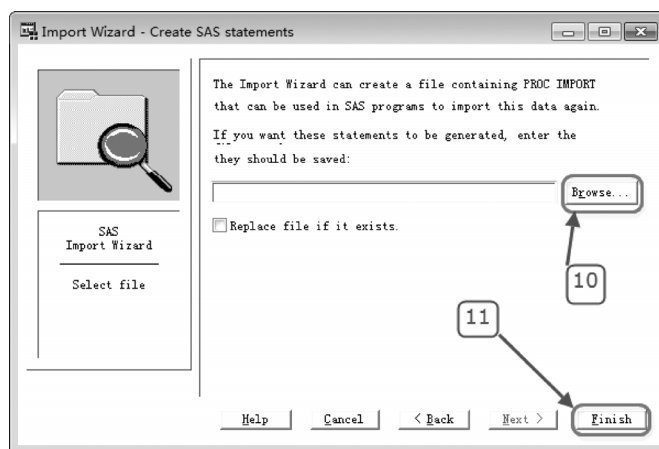 Import Wizard - Create SAS statements
The Import Wizard can create a file containing PROC IMPORT
that can be used in SAS programs to import this data again.
If you want these statements to be generated, enter the
they should be saved:
Browse...
Replace file if it exists.
SAS
Import Wizard
Select file
10
11
Help
Cancel
< Back
Next >
Finish